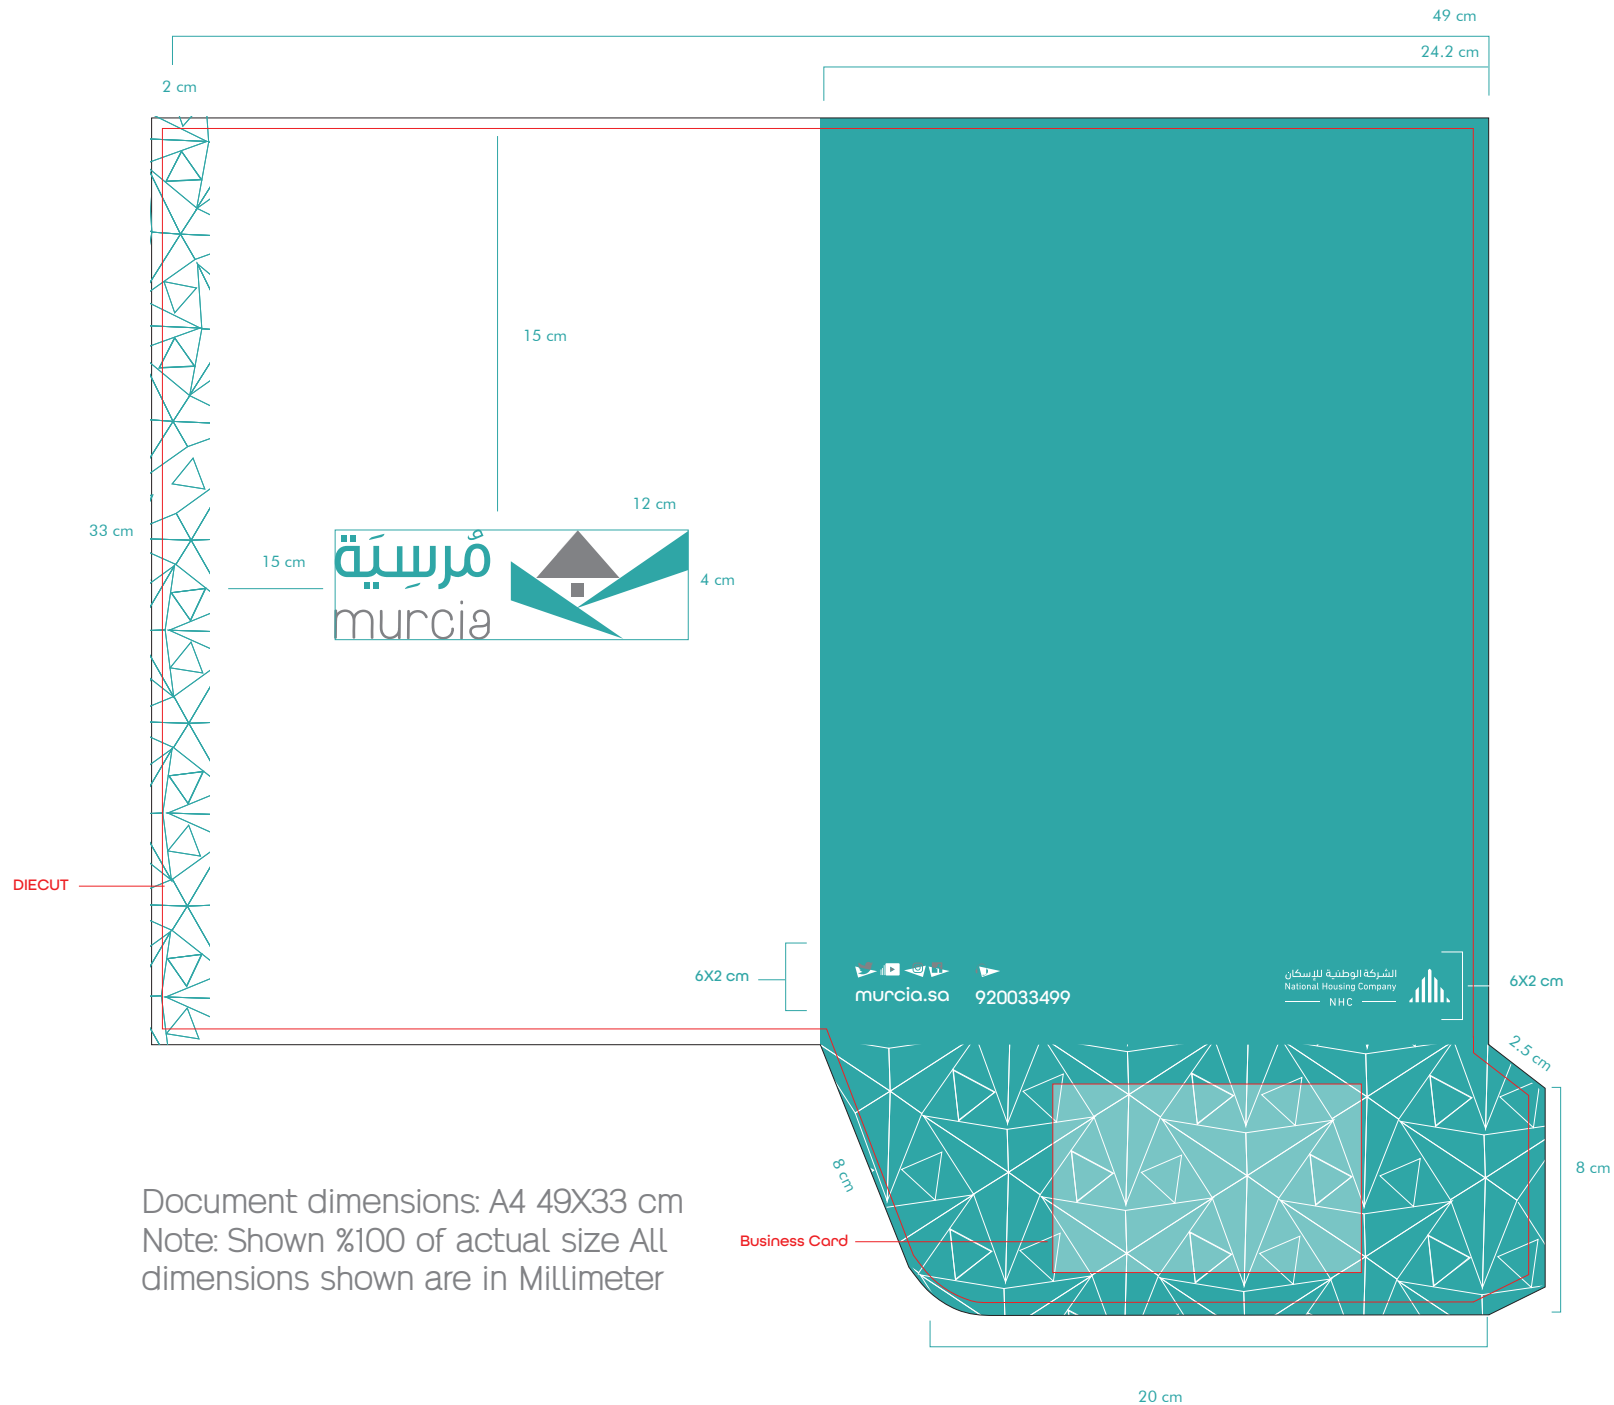 49 cm
24.2 cm
2 cm
15 cm
12 cm
33 cm
15 cm
مُرسِيَة
murcia
4 cm
DIECUT
6X2 cm
murcia.sa
920033499
الشركة الوطنية للإسكان
National Housing Company
NHC
6X2 cm
2.5 cm
8 cm
8 cm
Business Card
Document dimensions: A4 49X33 cm
Note: Shown %100 of actual size All
dimensions shown are in Millimeter
20 cm